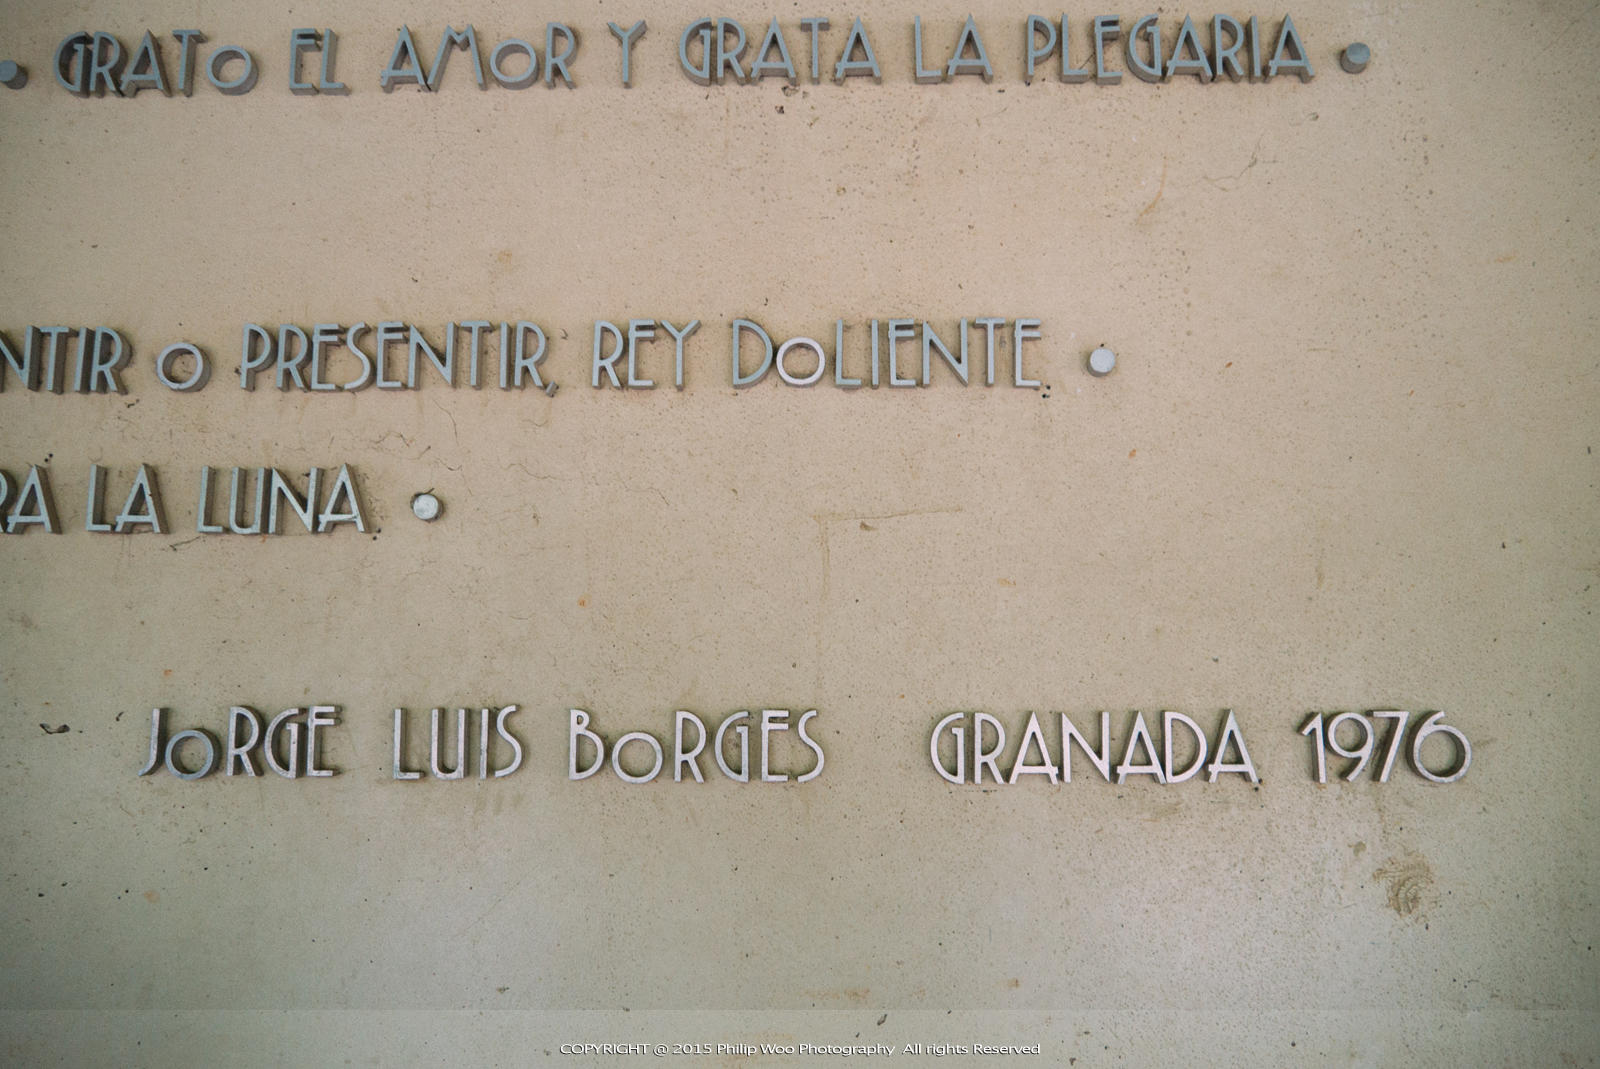 • GRATO EL AMOR Y GRATA LA PLEGARIA •
NTIR O PRESENTIR, REY DOLIENTE •
RA LA LUNA •
JORGE LUIS BORGES GRANADA 1976
COPYRIGHT @ 2015 Philip Woo Photography All rights Reserved